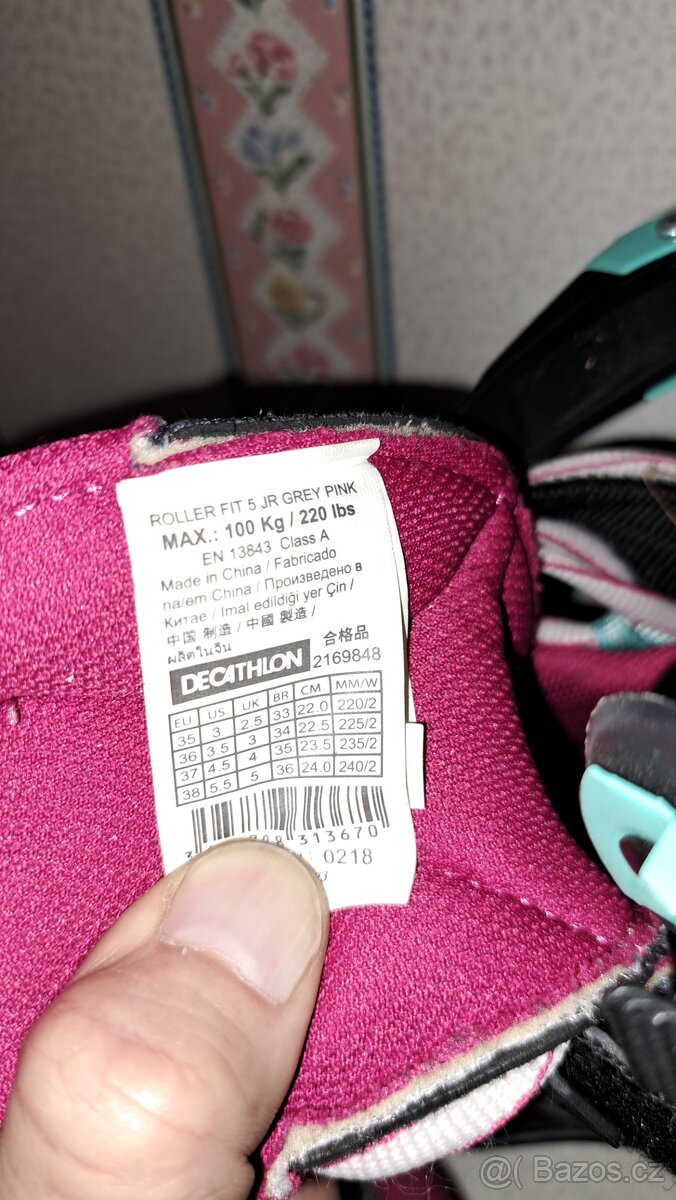 ROLLER FIT 5 JR GREY PINK
MAX.: 100 Kg / 220 lbs
EN 13843 Class A
Made in China / Fabricado
na/em China / Произведено в
Китае / Imal edildiği yer Çin /
中国 制造 / 中國 製造 /
ผลิตในจีน 合格品
DECATHLON 2169848
EU US UK BR CM MM/W
35 3 2.5 33 22.0 220/2
36 3.5 3 34 22.5 225/2
37 4.5 4 35 23.5 235/2
38 5.5 5 36 24.0 240/2
3 313670
0218
@( Bazos.cz